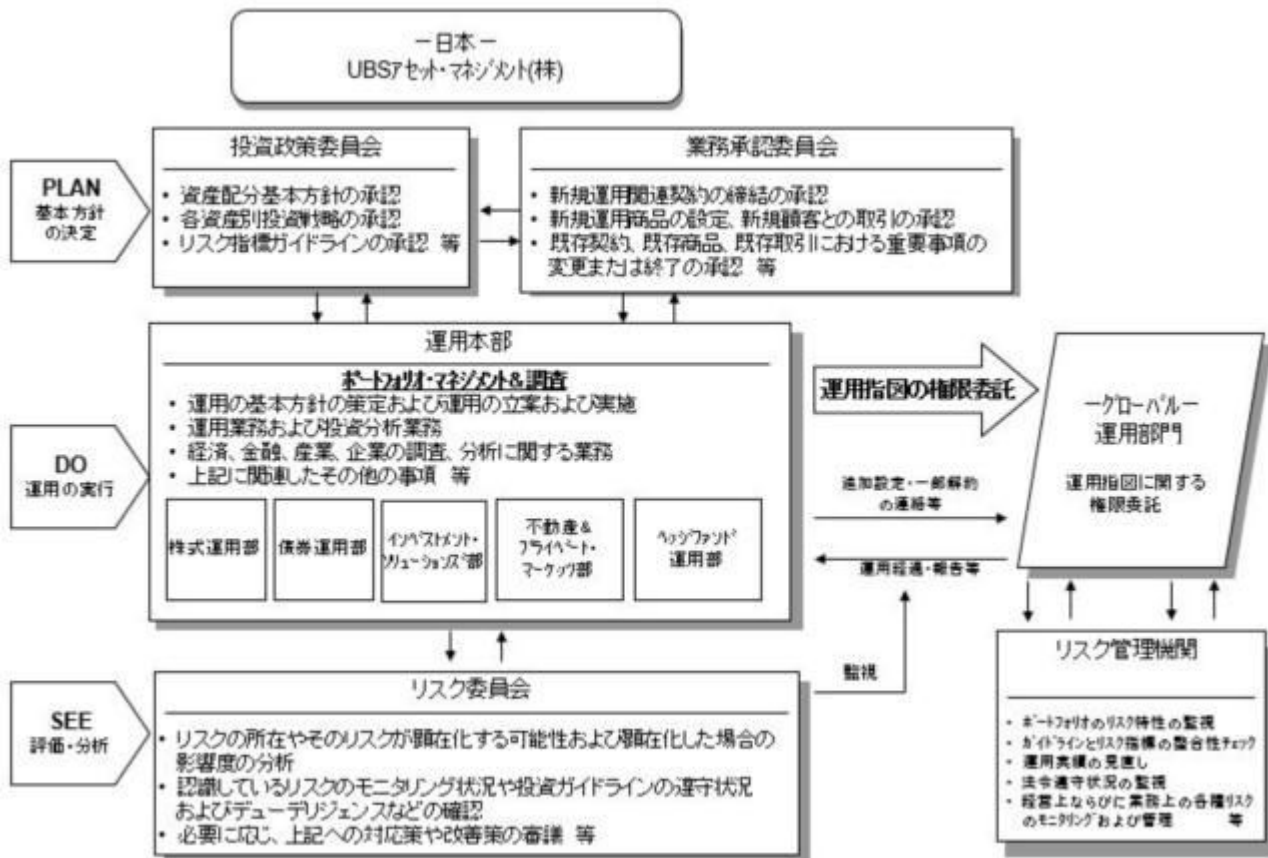 －日本－
UBSアセット・マネジメント(株)
投資政策委員会
・ 資産配分基本方針の承認
・ 各資産別投資戦略の承認
・ リスク指標ガイドラインの承認 等
業務承認委員会
・ 新規運用関連契約の締結の承認
・ 新規運用商品の設定、新規顧客との取引の承認
・ 既存契約、既存商品、既存取引における重要事項の
変更または終了の承認 等
PLAN
基本方針
の決定
運用本部
ポートフォリオ・マネジメント＆調査
・ 運用の基本方針の策定および運用の立案および実施
・ 運用業務および投資分析業務
・ 経済、金融、産業、企業の調査、分析に関する業務
・ 上記に関連したその他の事項 等
株式運用部
債券運用部
インベストメント・
ソリューションズ部
不動産＆
プライベート・
マーケッツ部
ヘッジファンド
運用部
DO
運用の実行
運用指図の権限委託
追加設定・一部解約
の連絡等
運用経過・報告等
監視
－グローバル－
運用部門
運用指図に関する
権限委託
SEE
評価・分析
リスク委員会
・ リスクの所在やそのリスクが顕在化する可能性および顕在化した場合の
影響度の分析
・ 認識しているリスクのモニタリング状況や投資ガイドラインの遵守状況
およびデューデリジェンスなどの確認
・ 必要に応じ、上記への対応策や改善策の審議 等
リスク管理機関
・ ポートフォリオのリスク特性の監視
・ ガイドラインとリスク指標の整合性チェック
・ 運用実績の見直し
・ 法令遵守状況の監視
・ 経営上ならびに業務上の各種リスク
のモニタリングおよび管理 等